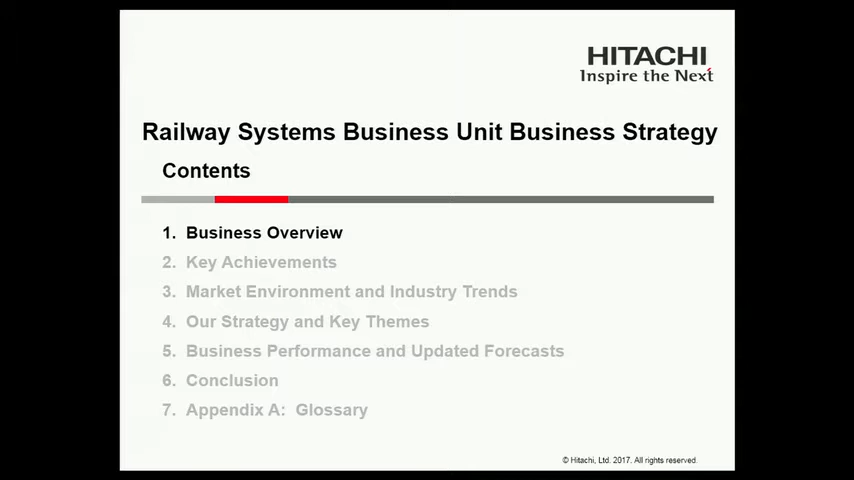 HITACHI
Inspire the Next
Railway Systems Business Unit Business Strategy
Contents
1. Business Overview
2. Key Achievements
3. Market Environment and Industry Trends
4. Our Strategy and Key Themes
5. Business Performance and Updated Forecasts
6. Conclusion
7. Appendix A: Glossary
© Hitachi, Ltd. 2017. All rights reserved.